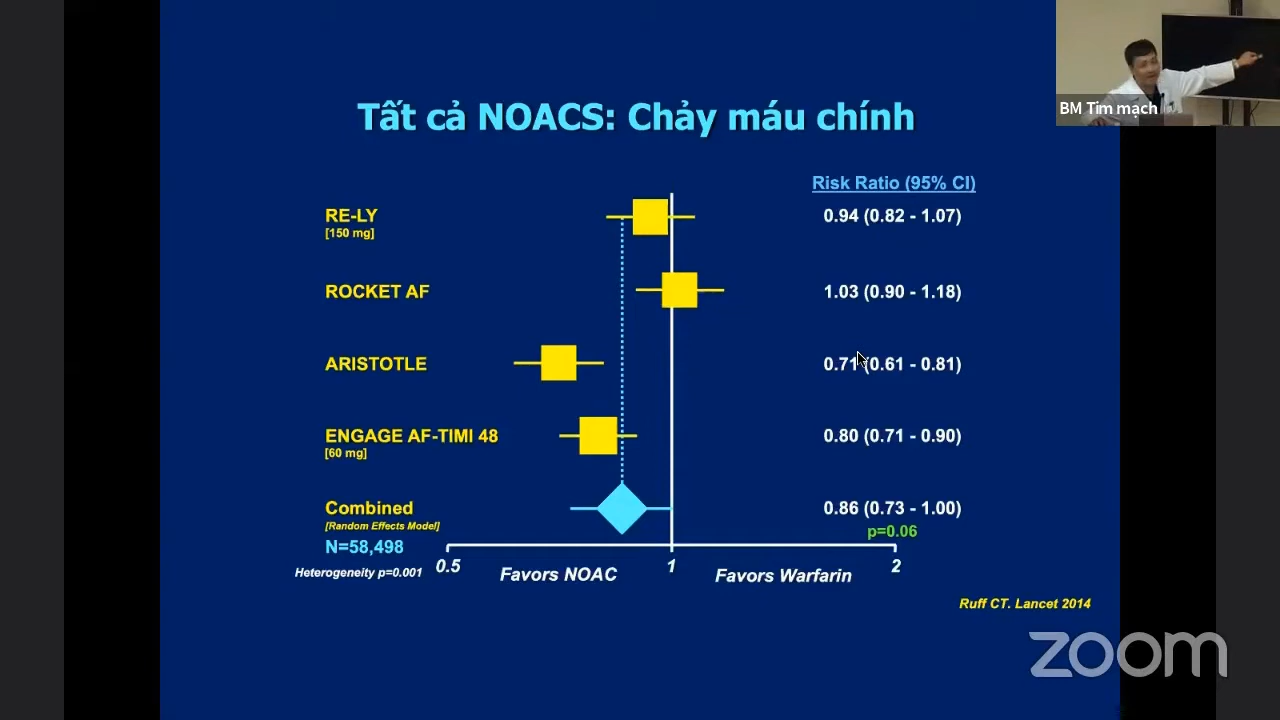 BM Tim mạch
Tất cả NOACS: Chảy máu chính
Risk Ratio (95% CI)
RE-LY
[150 mg]
0.94 (0.82 - 1.07)
ROCKET AF
1.03 (0.90 - 1.18)
ARISTOTLE
0.71 (0.61 - 0.81)
ENGAGE AF-TIMI 48
[60 mg]
0.80 (0.71 - 0.90)
Combined
[Random Effects Model]
0.86 (0.73 - 1.00)
p=0.06
N=58,498
Heterogeneity p=0.001
0.5
1
2
Favors NOAC
Favors Warfarin
Ruff CT. Lancet 2014
zoom